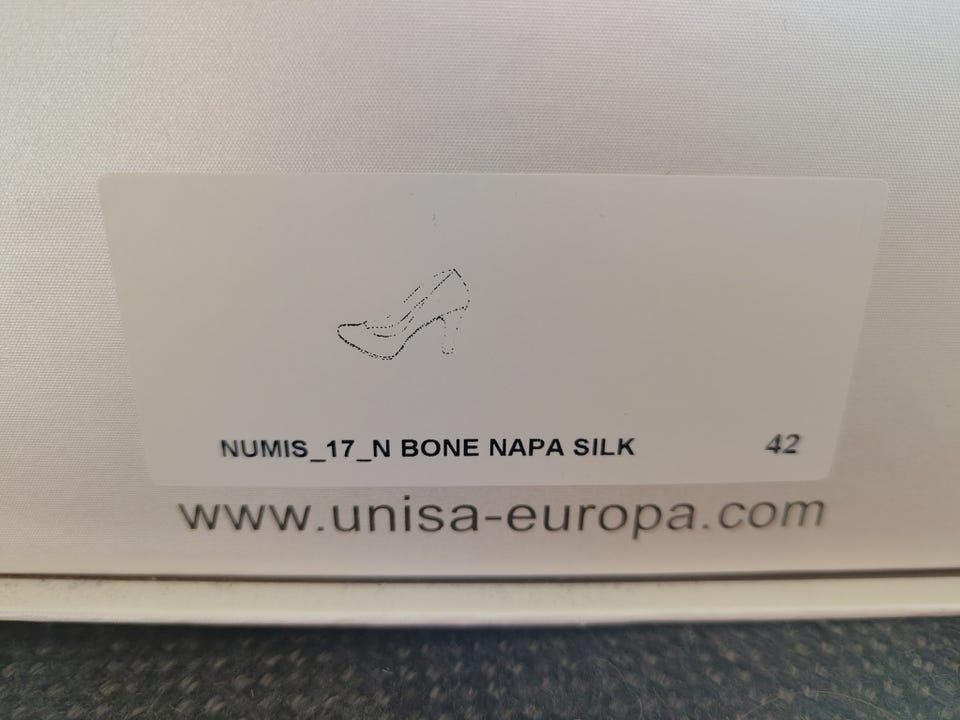 NUMIS_17_N BONE NAPA SILK 42
www.unisa-europa.com